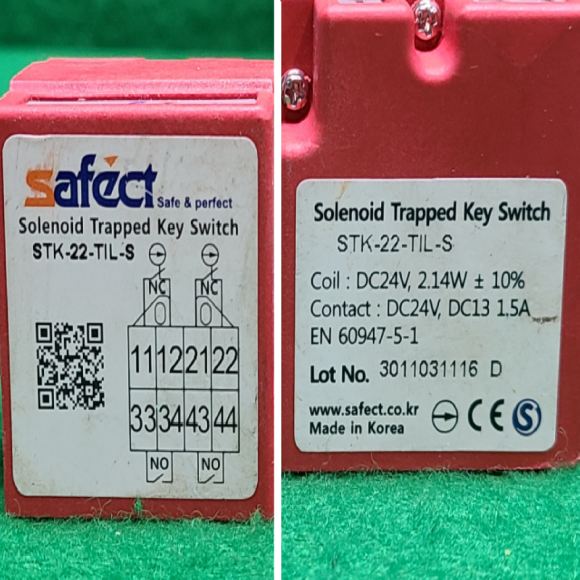 Safect
Safe & perfect
Solenoid Trapped Key Switch
STK-22-TIL-S
NC NC
11 12 21 22
33 34 43 44
NO NO
Solenoid Trapped Key Switch
STK-22-TIL-S
Coil : DC24V, 2.14W ± 10%
Contact : DC24V, DC13 1.5A
EN 60947-5-1
Lot No. 3011031116 D
www.safect.co.kr
Made in Korea
CE S